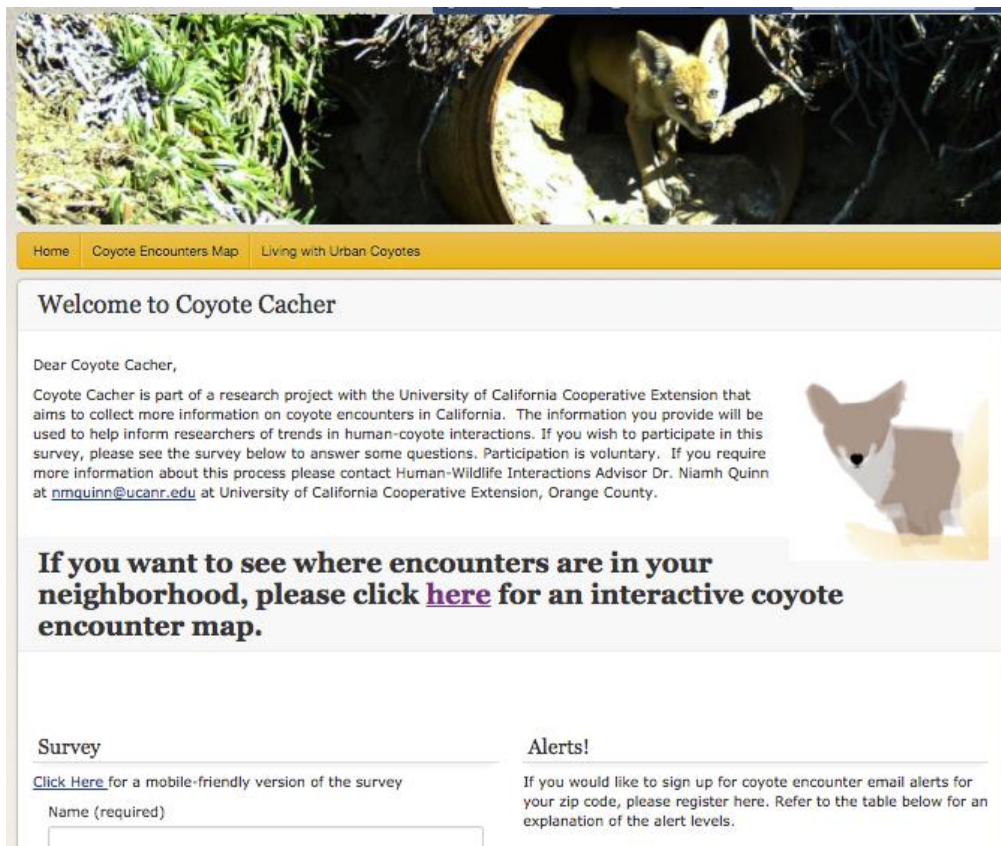 Home Coyote Encounters Map Living with Urban Coyotes
Welcome to Coyote Cacher
Dear Coyote Cacher,
Coyote Cacher is part of a research project with the University of California Cooperative Extension that
aims to collect more information on coyote encounters in California. The information you provide will be
used to help inform researchers of trends in human-coyote interactions. If you wish to participate in this
survey, please see the survey below to answer some questions. Participation is voluntary. If you require
more information about this process please contact Human-Wildlife Interactions Advisor Dr. Niamh Quinn
at nmquinn@ucanr.edu at University of California Cooperative Extension, Orange County.
If you want to see where encounters are in your
neighborhood, please click here for an interactive coyote
encounter map.
Survey
Click Here for a mobile-friendly version of the survey
Name (required)
Alerts!
If you would like to sign up for coyote encounter email alerts for
your zip code, please register here. Refer to the table below for an
explanation of the alert levels.